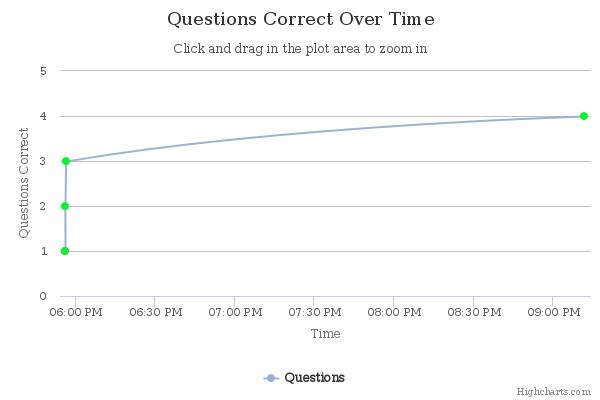 Questions Correct Over Time
Click and drag in the plot area to zoom in
Questions Correct
5
4
3
2
1
0
06:00 PM 06:30 PM 07:00 PM 07:30 PM 08:00 PM 08:30 PM 09:00 PM
Time
Questions
Highcharts.com